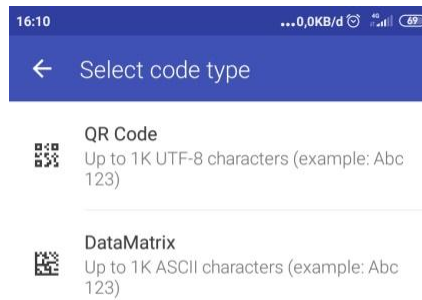 16:10 ...0,0KB/d 4G 69
Select code type
QR Code
Up to 1K UTF-8 characters (example: Abc
123)
DataMatrix
Up to 1K ASCII characters (example: Abc
123)